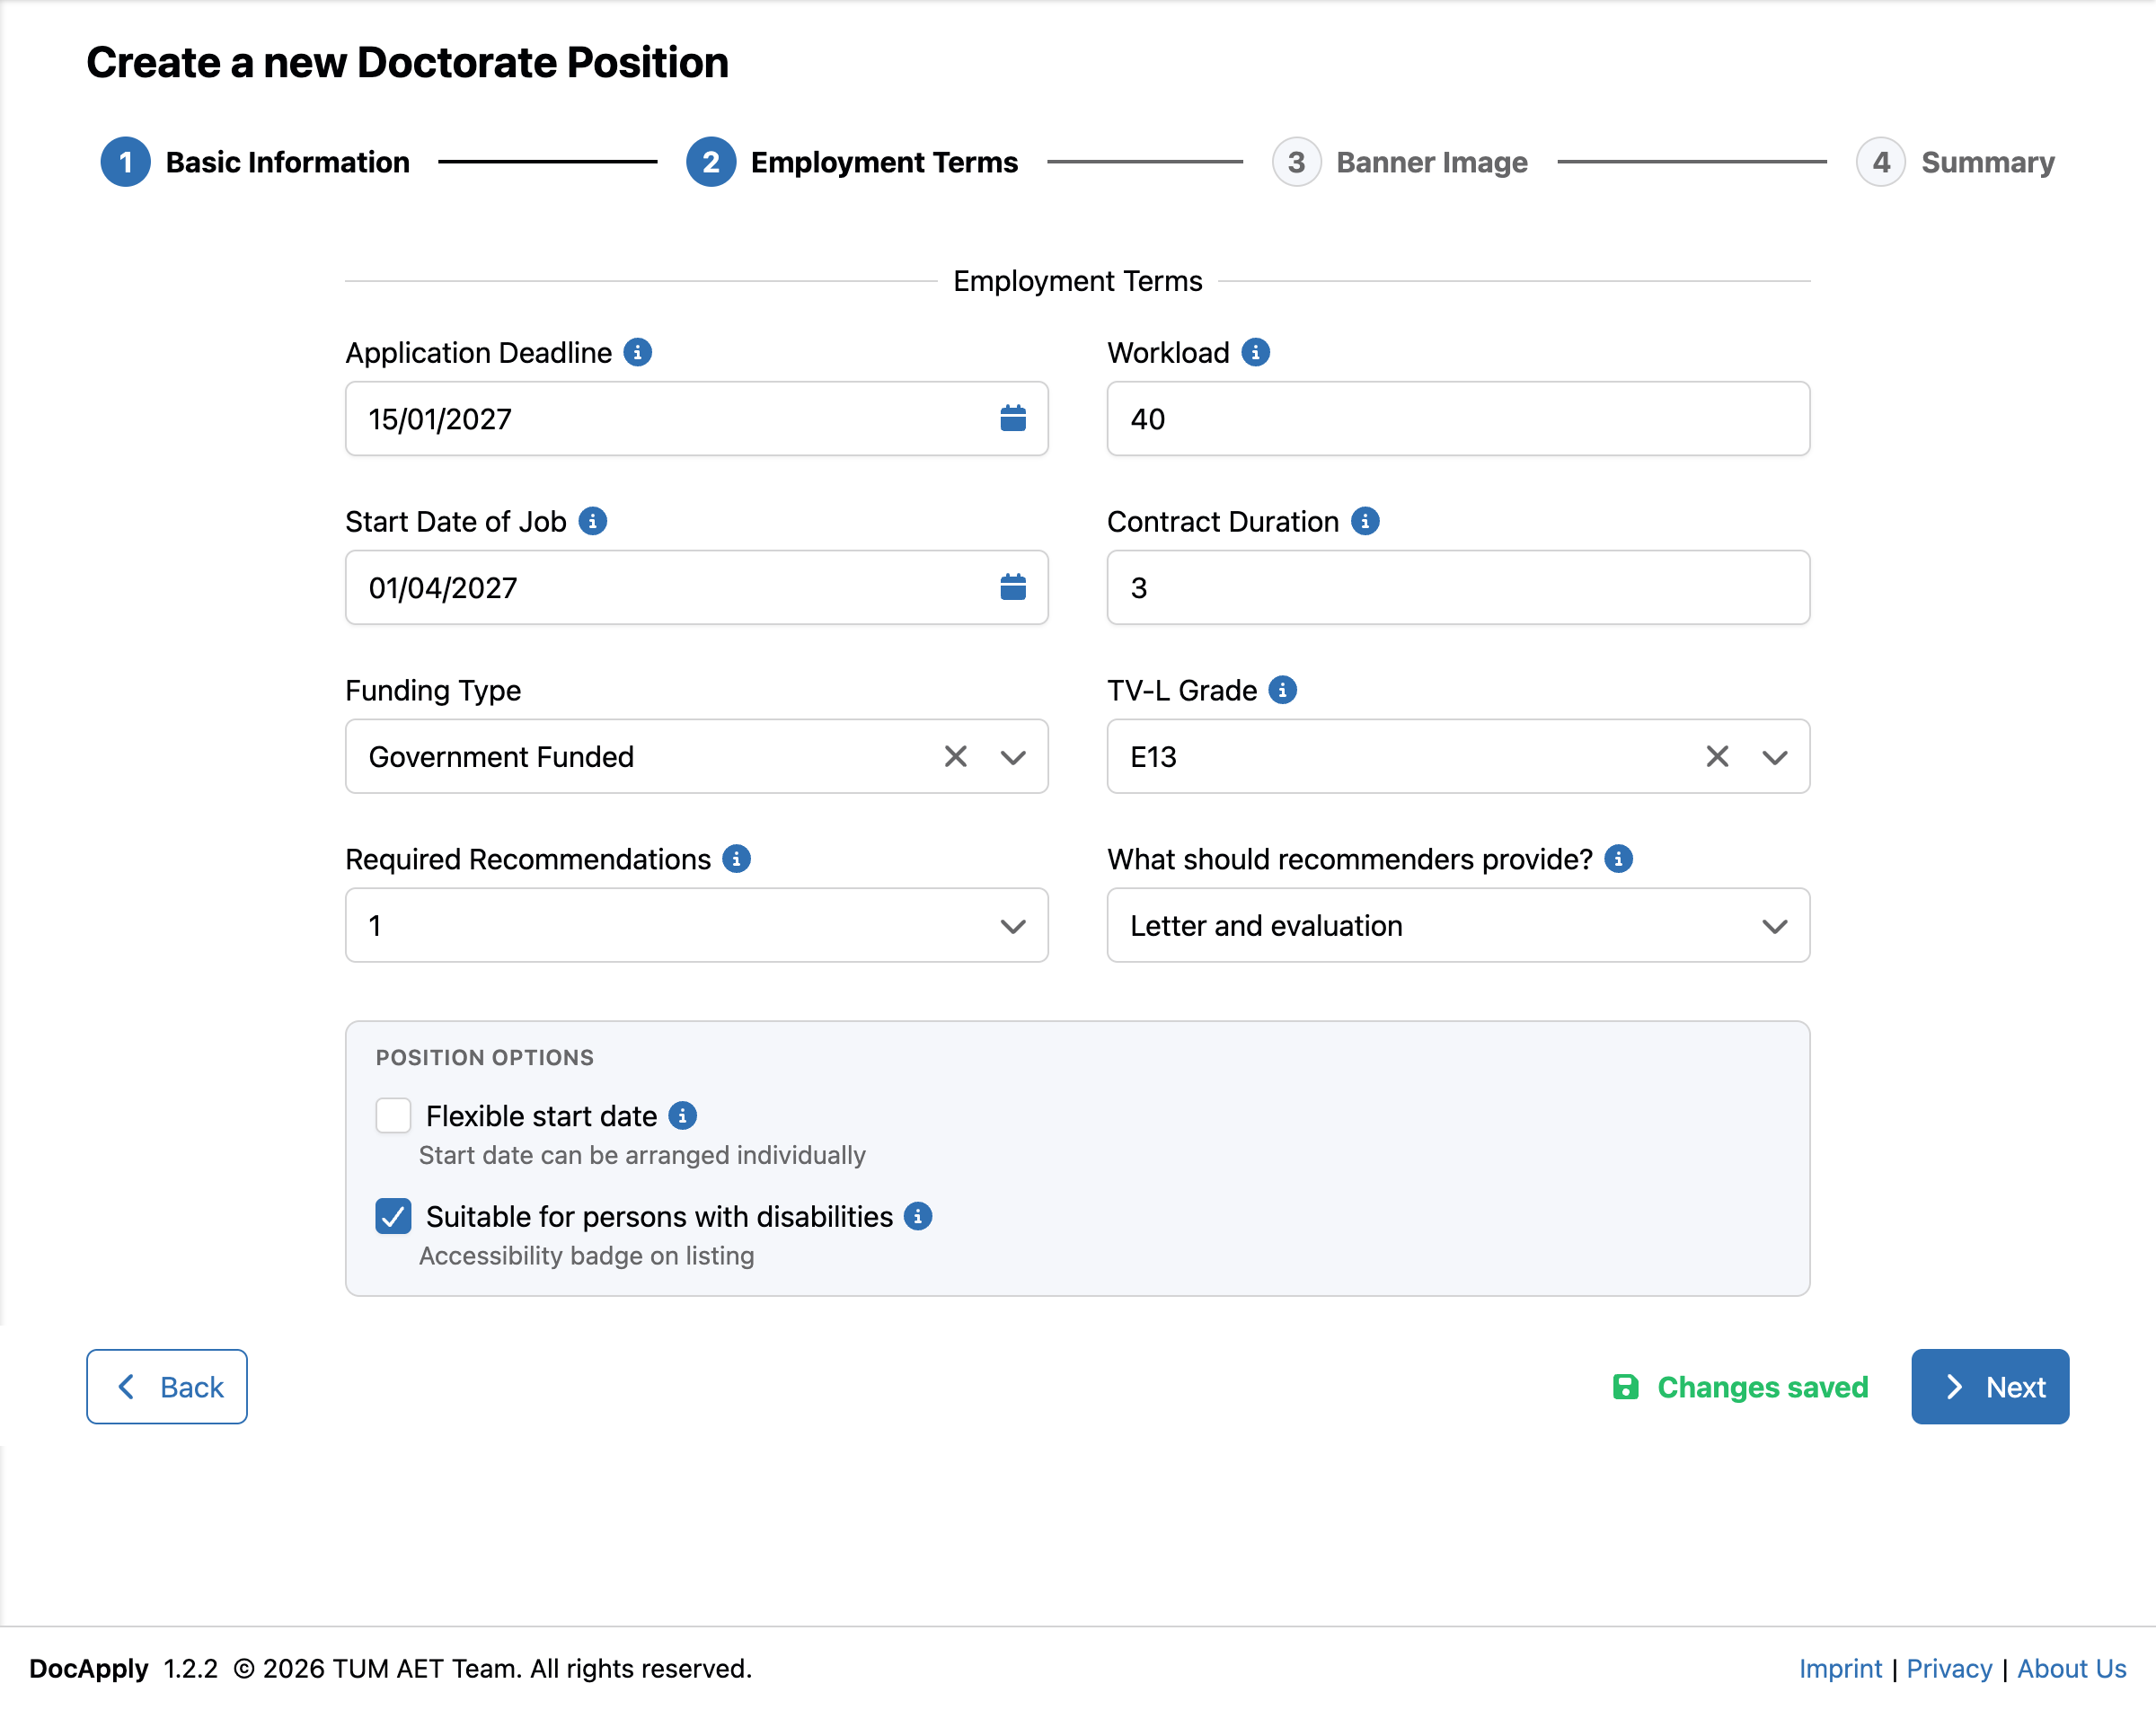 Create a new Doctorate Position
1 Basic Information 2 Employment Terms 3 Banner Image 4 Summary
Employment Terms
Application Deadline Workload
15/01/2027 40
Start Date of Job Contract Duration
01/04/2027 3
Funding Type TV-L Grade
Government Funded E13
Required Recommendations What should recommenders provide?
1 Letter and evaluation
POSITION OPTIONS
Flexible start date
Start date can be arranged individually
Suitable for persons with disabilities
Accessibility badge on listing
Back Changes saved Next
DocApply 1.2.2 © 2026 TUM AET Team. All rights reserved. Imprint | Privacy | About Us